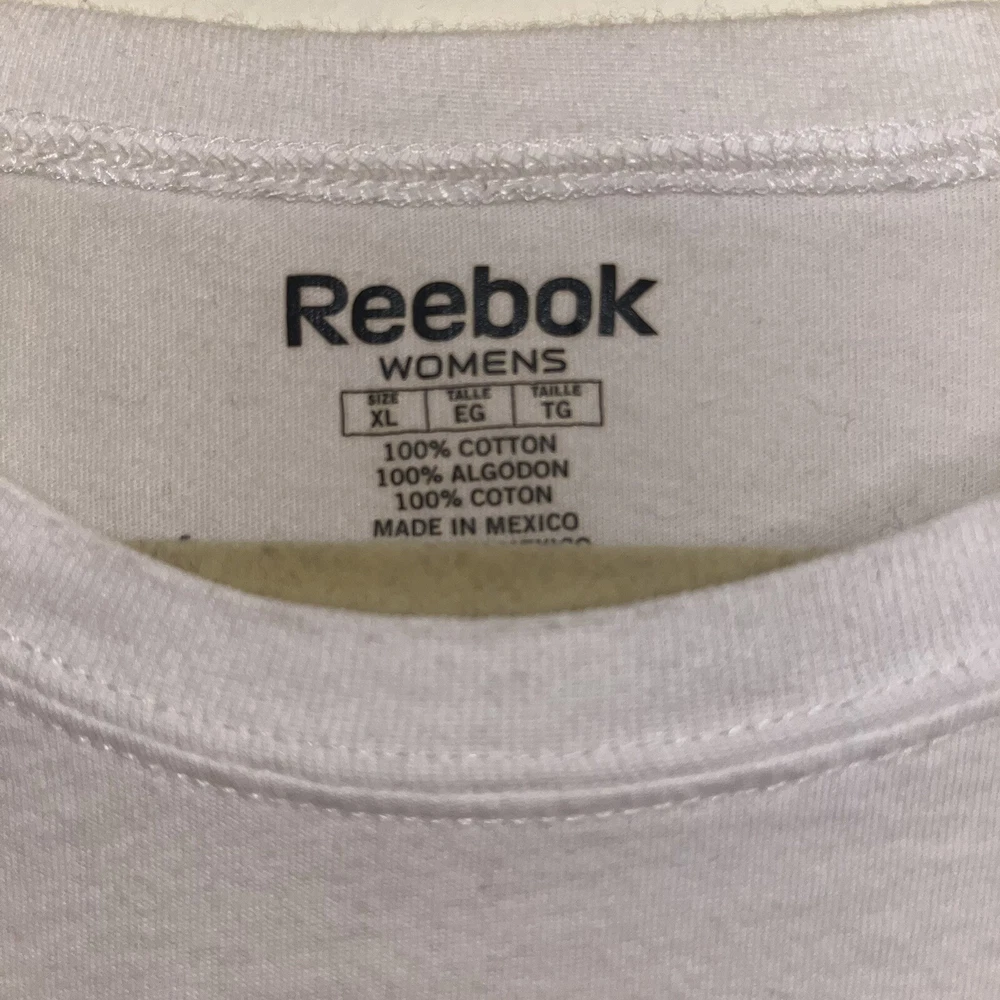 Reebok
WOMENS
SIZE TALLE TAILLE
XL EG TG
100% COTTON
100% ALGODON
100% COTON
MADE IN MEXICO